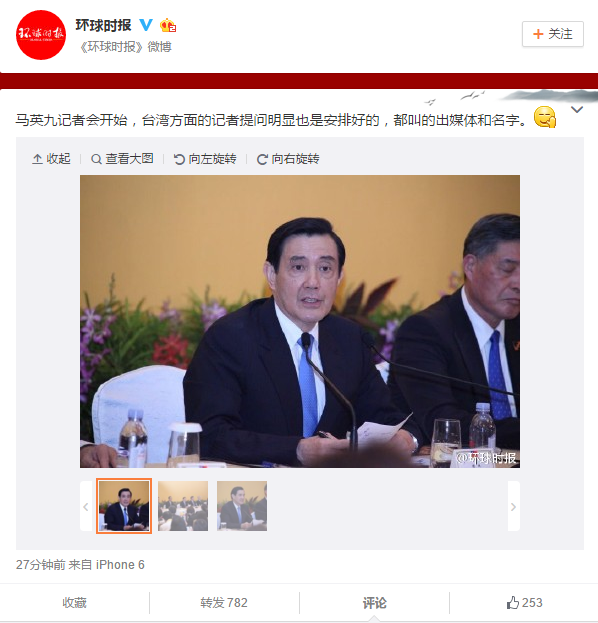 环球时报
环球时报
《环球时报》微博
+ 关注
马英九记者会开始，台湾方面的记者提问明显也是安排好的，都叫的出媒体和名字。
收起 查看大图 向左旋转 向右旋转
@环球时报
27分钟前 来自 iPhone 6
收藏 转发 782 评论 253